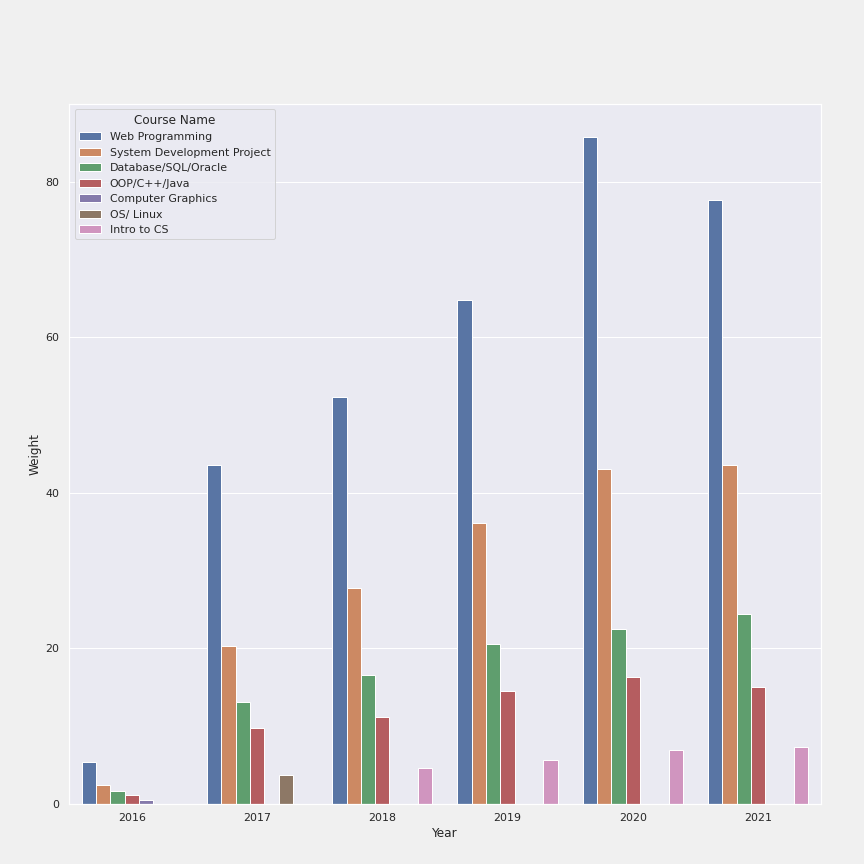 Course Name
Web Programming
System Development Project
Database/SQL/Oracle
OOP/C++/Java
Computer Graphics
OS/ Linux
Intro to CS
80
60
40
20
0
Weight
2016 2017 2018 2019 2020 2021
Year